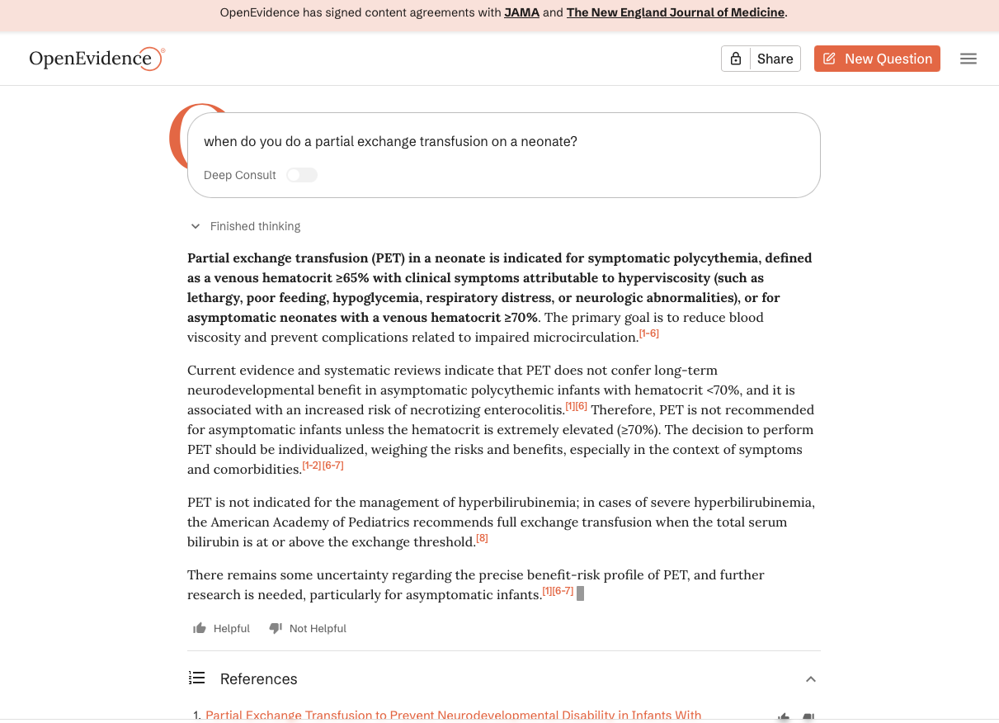 OpenEvidence has signed content agreements with JAMA and The New England Journal of Medicine.
OpenEvidence®
Share
New Question
when do you do a partial exchange transfusion on a neonate?
Deep Consult
Finished thinking
Partial exchange transfusion (PET) in a neonate is indicated for symptomatic polycythemia, defined
as a venous hematocrit ≥65% with clinical symptoms attributable to hyperviscosity (such as
lethargy, poor feeding, hypoglycemia, respiratory distress, or neurologic abnormalities), or for
asymptomatic neonates with a venous hematocrit ≥70%. The primary goal is to reduce blood
viscosity and prevent complications related to impaired microcirculation.[1-6]
Current evidence and systematic reviews indicate that PET does not confer long-term
neurodevelopmental benefit in asymptomatic polycythemic infants with hematocrit <70%, and it is
associated with an increased risk of necrotizing enterocolitis.[1][6] Therefore, PET is not recommended
for asymptomatic infants unless the hematocrit is extremely elevated (≥70%). The decision to perform
PET should be individualized, weighing the risks and benefits, especially in the context of symptoms
and comorbidities.[1-2][6-7]
PET is not indicated for the management of hyperbilirubinemia; in cases of severe hyperbilirubinemia,
the American Academy of Pediatrics recommends full exchange transfusion when the total serum
bilirubin is at or above the exchange threshold.[8]
There remains some uncertainty regarding the precise benefit-risk profile of PET, and further
research is needed, particularly for asymptomatic infants.[1][6-7]
Helpful
Not Helpful
References
1. Partial Exchange Transfusion to Prevent Neurodevelopmental Disability in Infants With